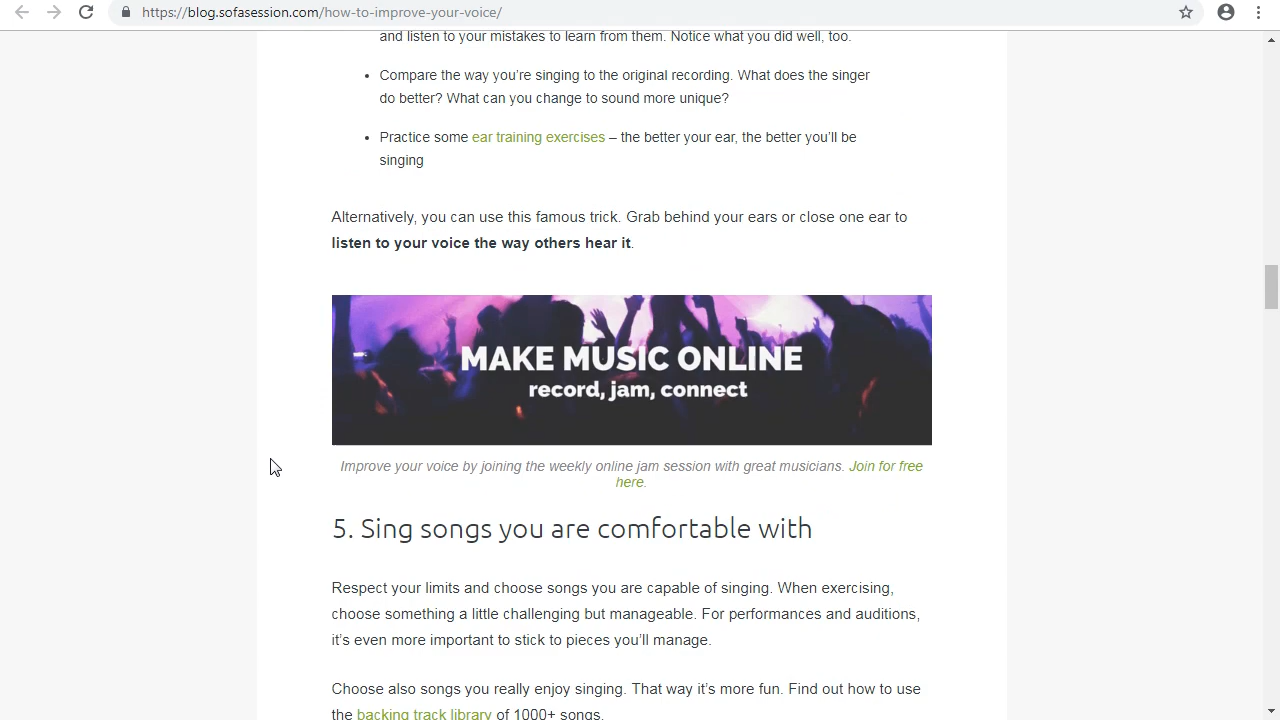 https://blog.sofasession.com/how-to-improve-your-voice/
and listen to your mistakes to learn from them. Notice what you did well, too.
• Compare the way you're singing to the original recording. What does the singer
do better? What can you change to sound more unique?
• Practice some ear training exercises – the better your ear, the better you'll be
singing
Alternatively, you can use this famous trick. Grab behind your ears or close one ear to
listen to your voice the way others hear it.
MAKE MUSIC ONLINE
record, jam, connect
Improve your voice by joining the weekly online jam session with great musicians. Join for free
here.
5. Sing songs you are comfortable with
Respect your limits and choose songs you are capable of singing. When exercising,
choose something a little challenging but manageable. For performances and auditions,
it's even more important to stick to pieces you'll manage.
Choose also songs you really enjoy singing. That way it's more fun. Find out how to use
the backing track library of 1000+ songs.